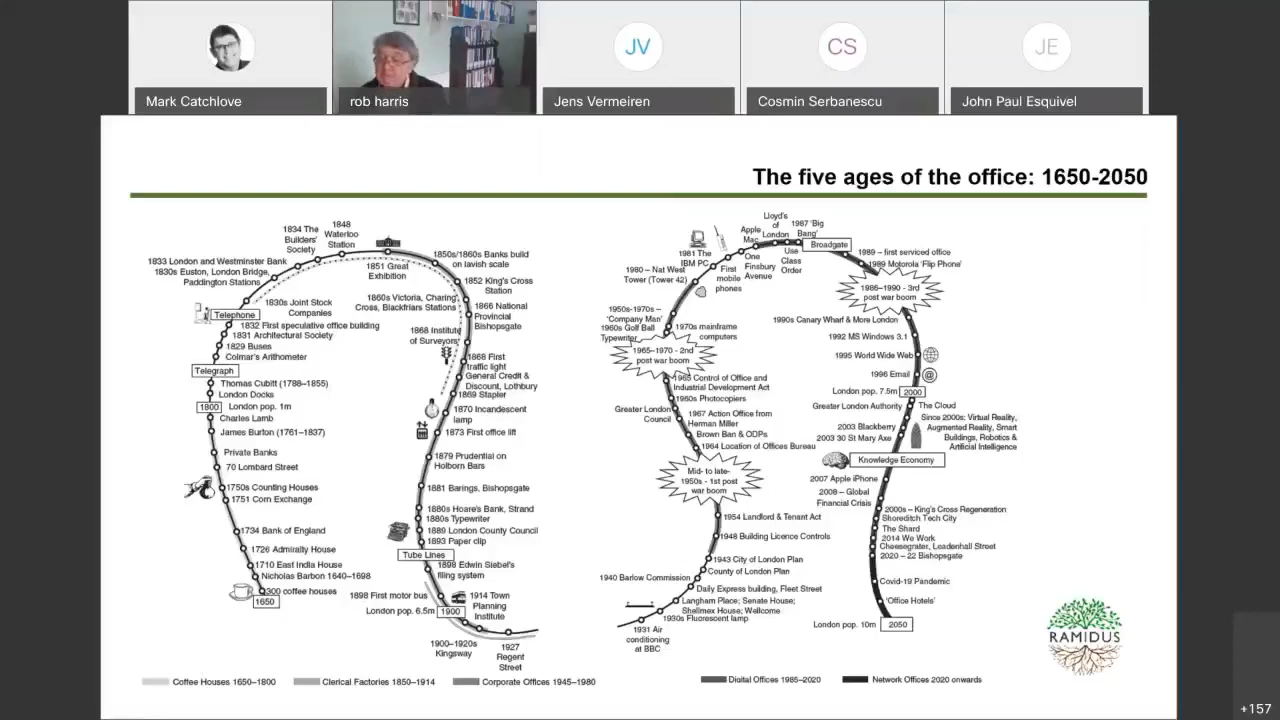 Mark Catchlove
rob harris
JV
Jens Vermeiren
CS
Cosmin Serbanescu
JE
John Paul Esquivel
The five ages of the office: 1650-2050
1834 The
Builders'
Society
1848
Waterloo
Station
1833 London and Westminster Bank
1830s Euston, London Bridge,
Paddington Stations
1851 Great
Exhibition
1850s/1860s Banks build
on lavish scale
1852 King's Cross
Station
1830s Joint Stock
Companies
1860s Victoria, Charing
Cross, Blackfriars Stations
1866 National
Provincial
Bishopsgate
Telephone
1832 First speculative office building
1831 Architectural Society
1829 Buses
Colmar's Arithometer
1868 Institute
of Surveyors
1868 First
traffic light
Telegraph
General Credit &
Discount, Lothbury
1869 Stapler
Thomas Cubitt (1788–1855)
London Docks
1800
London pop. 1m
Charles Lamb
1870 Incandescent
lamp
James Burton (1761–1837)
1873 First office lift
Private Banks
70 Lombard Street
1879 Prudential on
Holborn Bars
1750s Counting Houses
1751 Corn Exchange
1881 Barings, Bishopsgate
1734 Bank of England
1880s Hoare's Bank, Strand
1880s Typewriter
1889 London County Council
1893 Paper clip
1726 Admiralty House
Tube Lines
1710 East India House
Nicholas Barbon 1640–1698
1898 Edwin Siebel's
filing system
300 coffee houses
1650
1898 First motor bus
1914 Town
Planning
Institute
London pop. 6.5m
1900
1900–1920s
Kingsway
1927
Regent
Street
Lloyd's
of
London
1987 'Big
Bang'
Apple
Mac
Broadgate
1981 The
IBM PC
One
Finsbury
Avenue
Use
Class
Order
1989 – first serviced office
1989 Motorola 'Flip Phone'
1980 – Nat West
Tower (Tower 42)
First
mobile
phones
1985–1990 - 3rd
post war boom
1950s-1970s –
'Company Man'
1960s Golf Ball
Typewriter
1970s mainframe
computers
1990s Canary Wharf & More London
1992 MS Windows 3.1
1965–1970 - 2nd
post war boom
1995 World Wide Web
1965 Control of Office and
Industrial Development Act
1996 Email
@
London pop. 7.5m
2000
1960s Photocopiers
Greater London
Council
1967 Action Office from
Herman Miller
Greater London Authority
The Cloud
Since 2000s: Virtual Reality,
Augmented Reality, Smart
Buildings, Robotics &
Artificial Intelligence
2003 Blackberry
2003 30 St Mary Axe
Brown Ban & ODPs
1964 Location of Offices Bureau
Knowledge Economy
Mid- to late-
1950s - 1st post
war boom
2007 Apple iPhone
2008 – Global
Financial Crisis
2000s – King's Cross Regeneration
Shoreditch Tech City
The Shard
2014 We Work
Cheesegrater, Leadenhall Street
2020 – 22 Bishopsgate
1954 Landlord & Tenant Act
1948 Building Licence Controls
1943 City of London Plan
County of London Plan
1940 Barlow Commission
Covid-19 Pandemic
Daily Express building, Fleet Street
Langham Place; Senate House;
Shellmex House; Wellcome
1930s Fluorescent lamp
'Office Hotels'
1931 Air
conditioning
at BBC
London pop. 10m
2050
RAMIDUS
Coffee Houses 1650–1800
Clerical Factories 1850–1914
Corporate Offices 1945–1980
Digital Offices 1985–2020
Network Offices 2020 onwards
+157